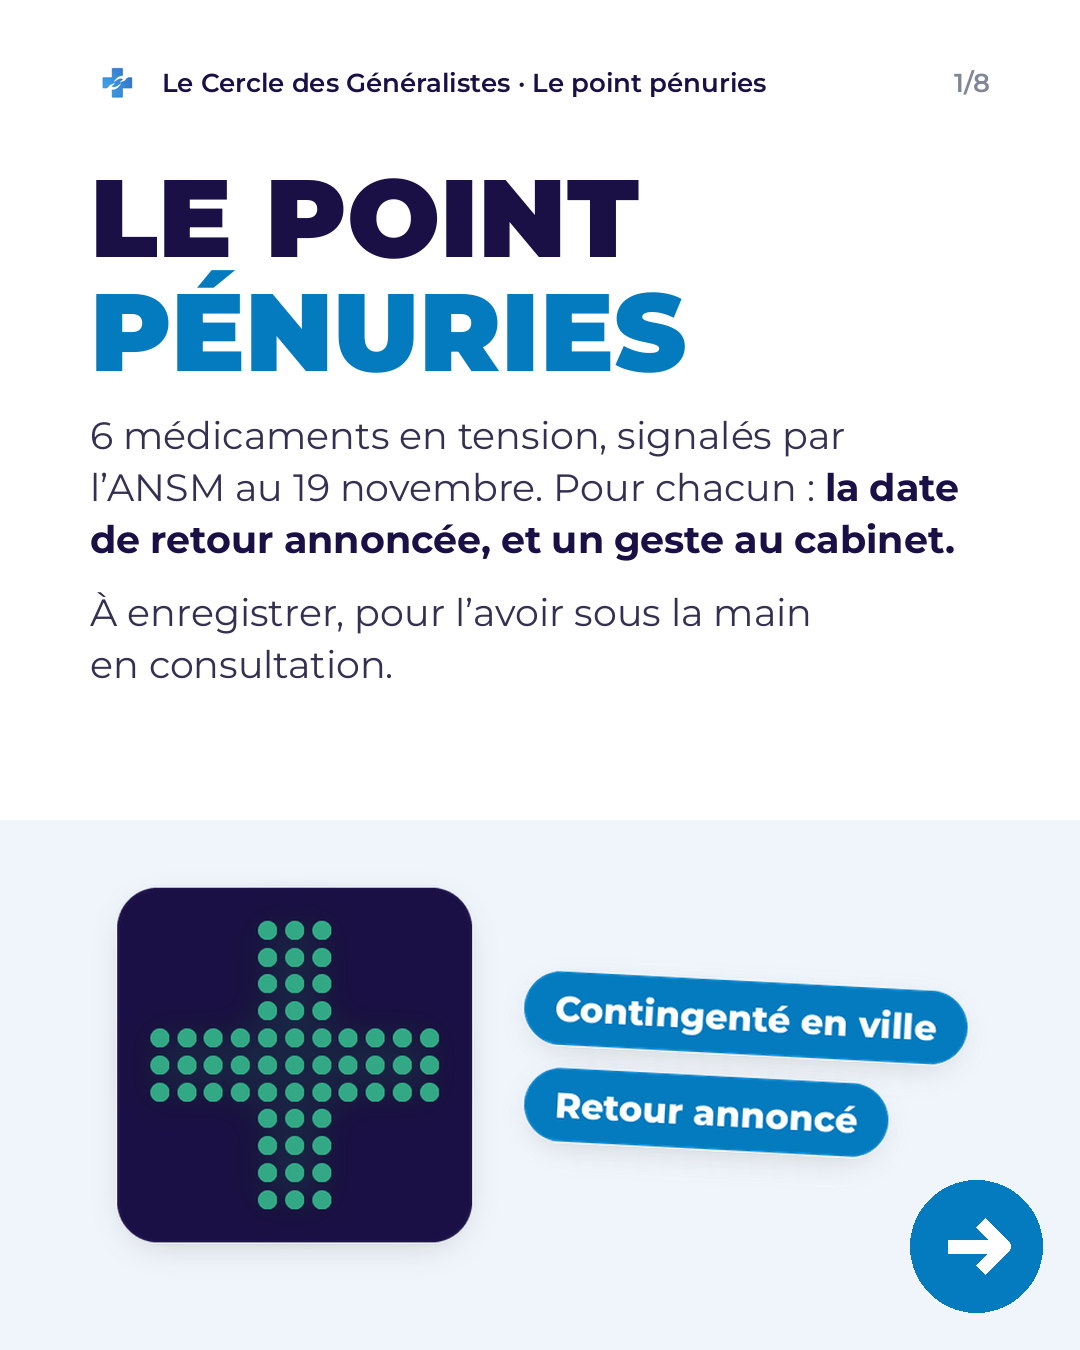 Le Cercle des Généralistes · Le point pénuries
1/8
LE POINT
PÉNURIES
6 médicaments en tension, signalés par
l’ANSM au 19 novembre. Pour chacun : la date
de retour annoncée, et un geste au cabinet.
À enregistrer, pour l’avoir sous la main
en consultation.
Contingenté en ville
Retour annoncé